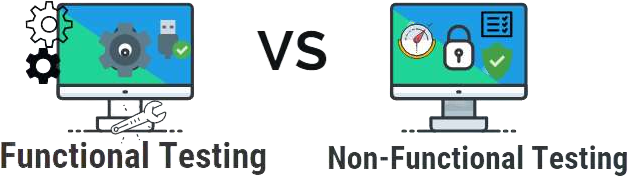 VS
Functional Testing
Non-Functional Testing